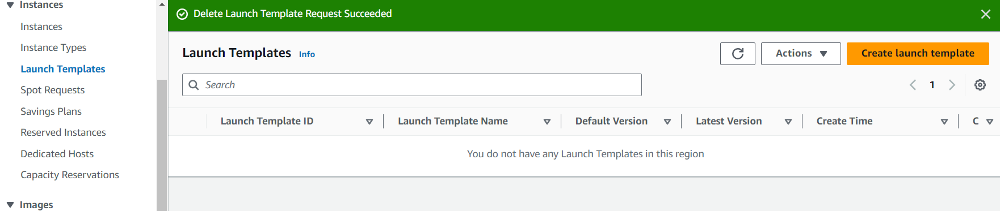 Instances
Instances
Instance Types
Launch Templates
Spot Requests
Savings Plans
Reserved Instances
Dedicated Hosts
Capacity Reservations
Images
Delete Launch Template Request Succeeded
Launch Templates Info
Actions
Create launch template
Search
1
Launch Template ID Launch Template Name Default Version Latest Version Create Time C
You do not have any Launch Templates in this region